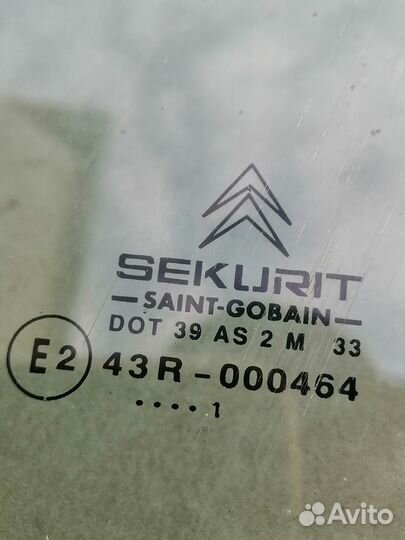 SEKURIT
SAINT-GOBAIN
DOT 39 AS 2 M 33
E2 43R-000464
.... 1
Avito